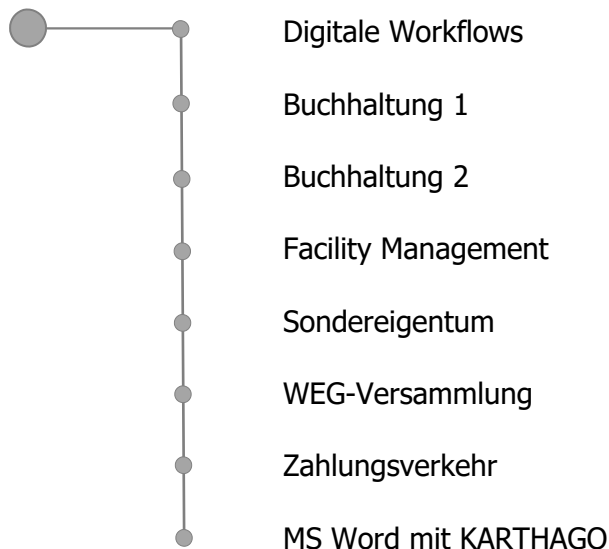 Digitale Workflows
Buchhaltung 1
Buchhaltung 2
Facility Management
Sondereigentum
WEG-Versammlung
Zahlungsverkehr
MS Word mit KARTHAGO